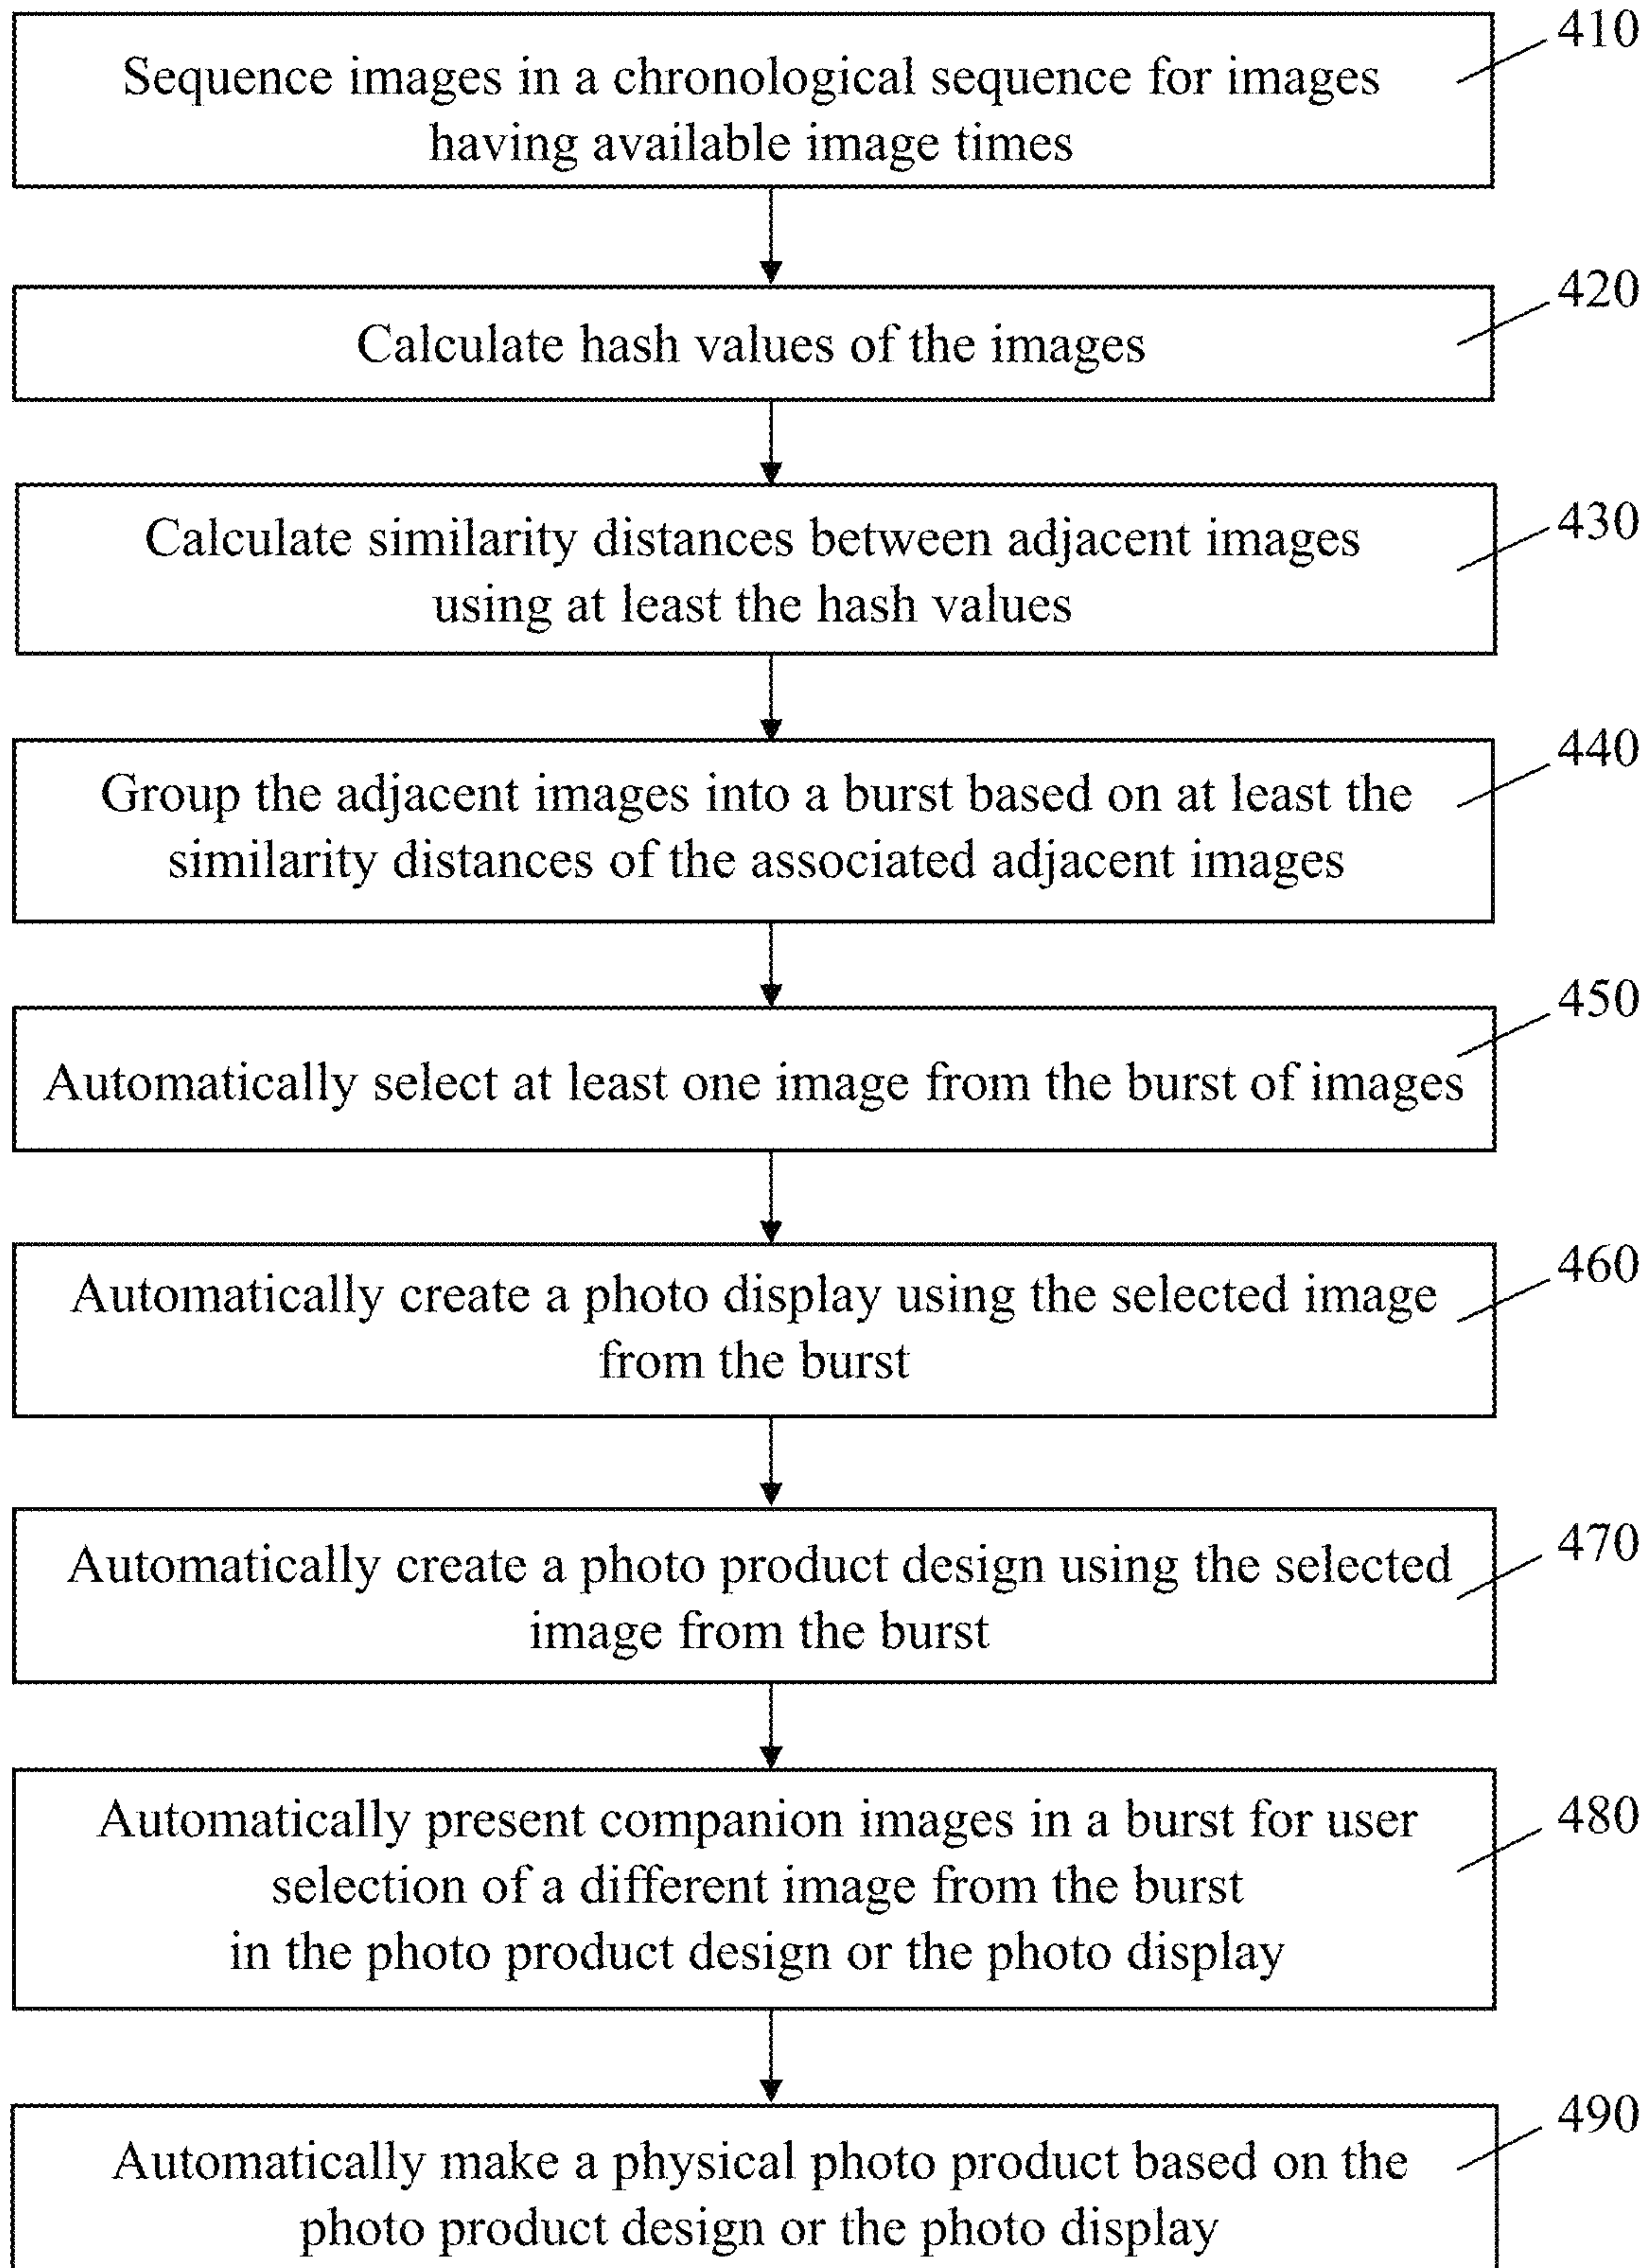 410
Sequence images in a chronological sequence for images
having available image times
420
Calculate hash values of the images
430
Calculate similarity distances between adjacent images
using at least the hash values
440
Group the adjacent images into a burst based on at least the
similarity distances of the associated adjacent images
450
Automatically select at least one image from the burst of images
460
Automatically create a photo display using the selected image
from the burst
470
Automatically create a photo product design using the selected
image from the burst
480
Automatically present companion images in a burst for user
selection of a different image from the burst
in the photo product design or the photo display
490
Automatically make a physical photo product based on the
photo product design or the photo display